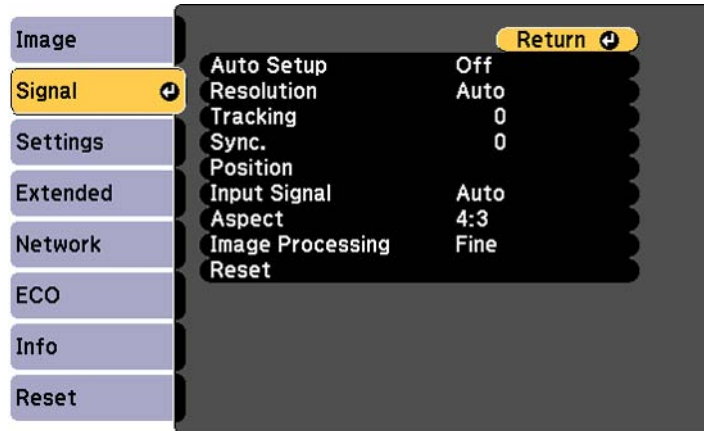 Image
Signal
Settings
Extended
Network
ECO
Info
Reset
Return
Auto Setup Off
Resolution Auto
Tracking 0
Sync. 0
Position
Input Signal Auto
Aspect 4:3
Image Processing Fine
Reset